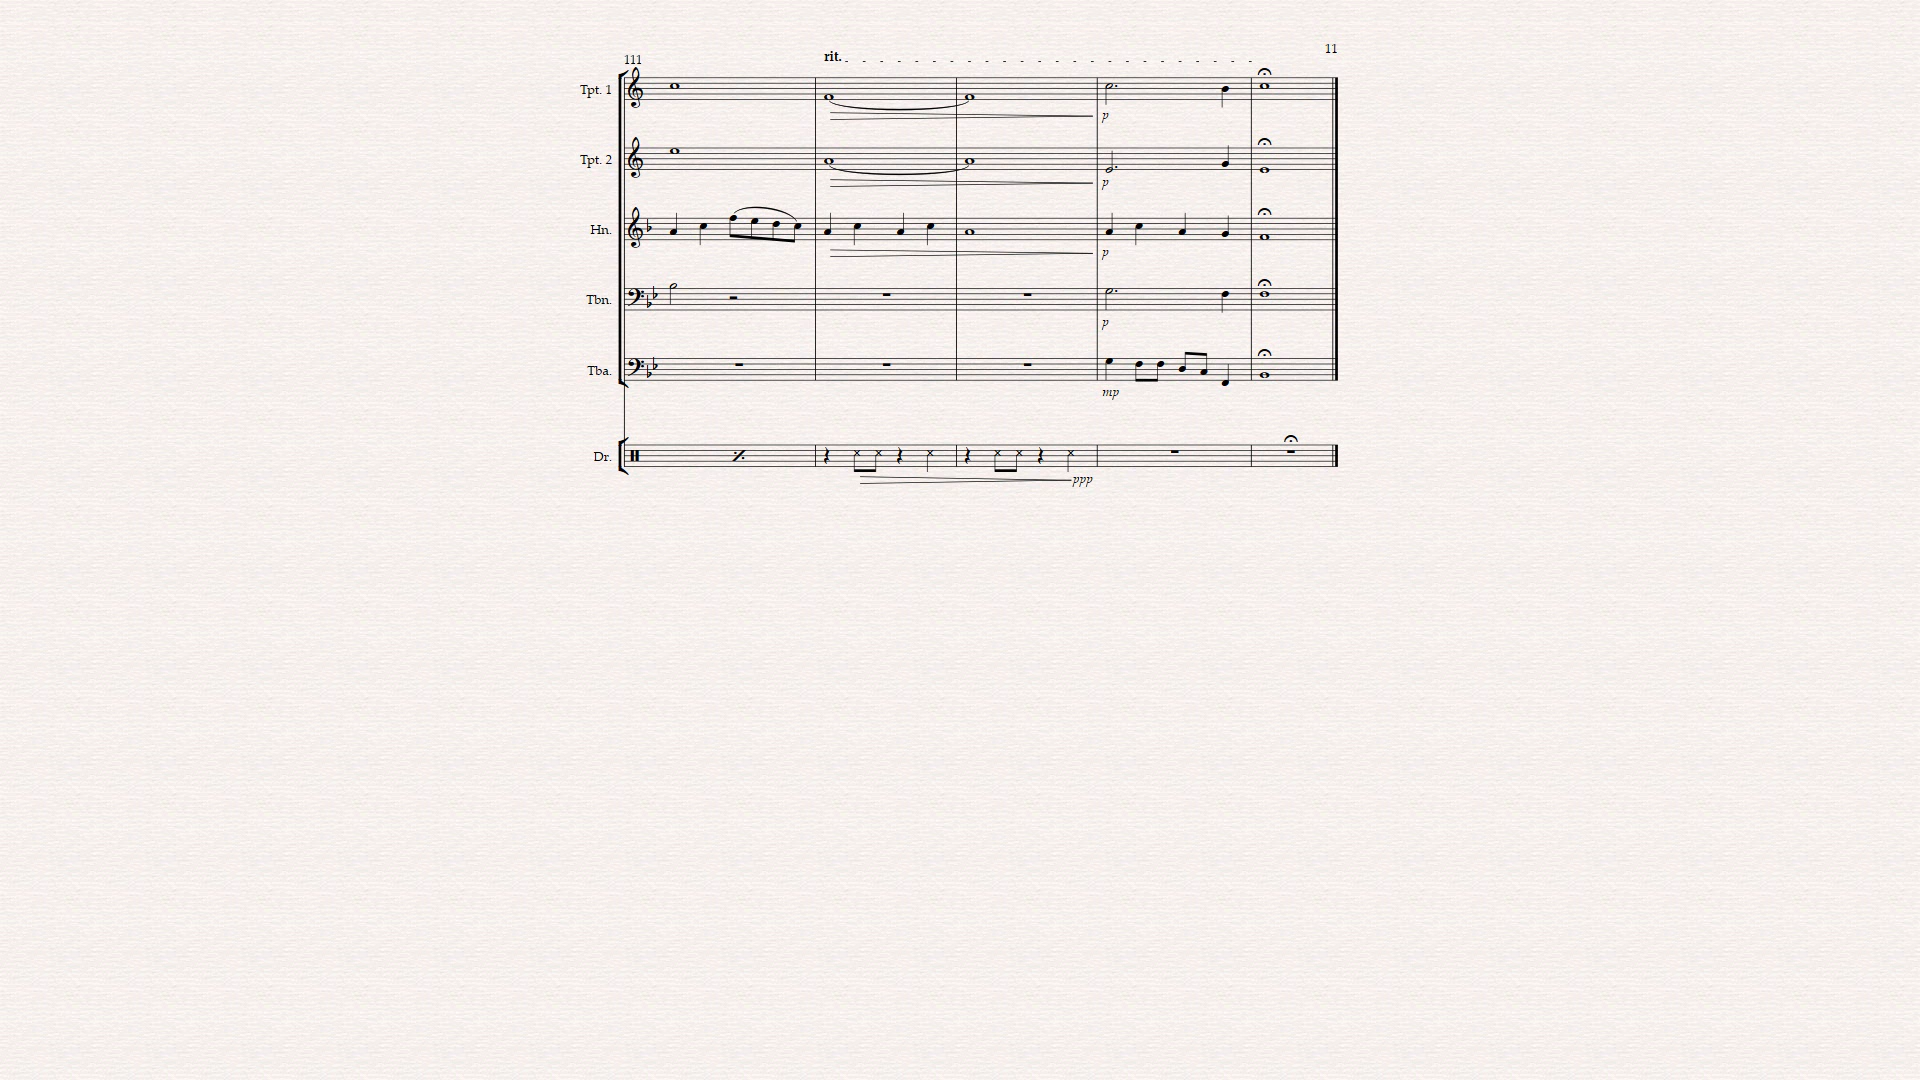 11
111
rit.
Tpt. 1
p
Tpt. 2
p
Hn.
p
Tbn.
p
Tba.
mp
Dr.
ppp